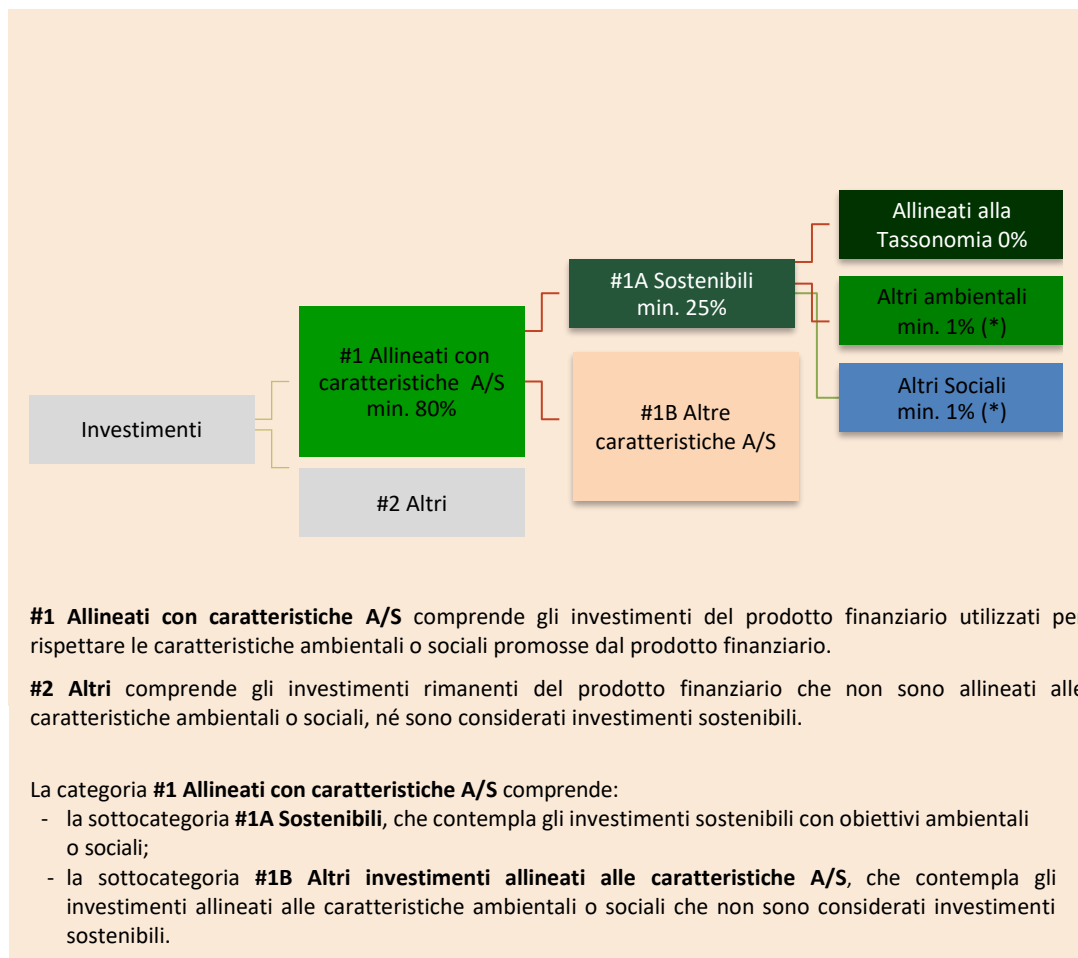 Allineati alla
Tassonomia 0%
#1A Sostenibili
min. 25%
Altri ambientali
min. 1% (*)
#1 Allineati con
caratteristiche A/S
min. 80%
Altri Sociali
min. 1% (*)
Investimenti
#1B Altre
caratteristiche A/S
#2 Altri
#1 Allineati con caratteristiche A/S comprende gli investimenti del prodotto finanziario utilizzati pe
rispettare le caratteristiche ambientali o sociali promosse dal prodotto finanziario.
#2 Altri comprende gli investimenti rimanenti del prodotto finanziario che non sono allineati alle
caratteristiche ambientali o sociali, né sono considerati investimenti sostenibili.
La categoria #1 Allineati con caratteristiche A/S comprende:
- la sottocategoria #1A Sostenibili, che contempla gli investimenti sostenibili con obiettivi ambientali
o sociali;
- la sottocategoria #1B Altri investimenti allineati alle caratteristiche A/S, che contempla gli
investimenti allineati alle caratteristiche ambientali o sociali che non sono considerati investimenti
sostenibili.